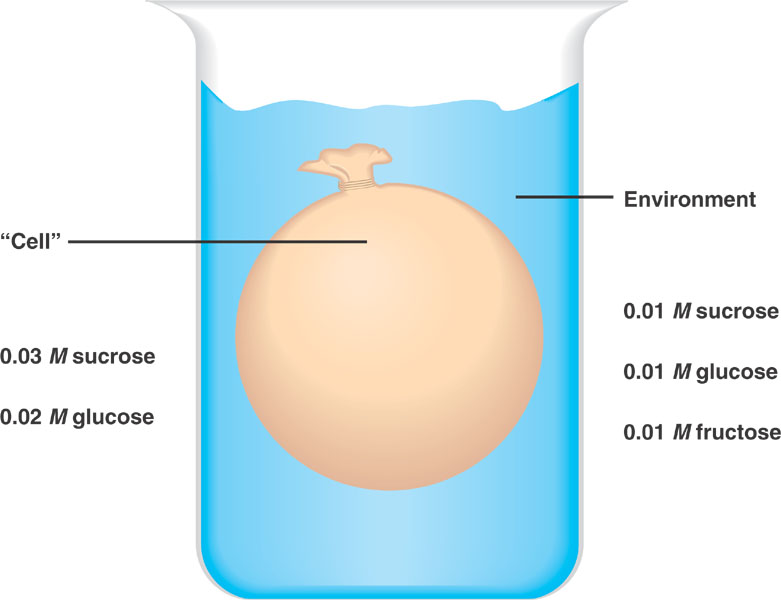 Environment
“Cell”
0.01 M sucrose
0.03 M sucrose
0.01 M glucose
0.02 M glucose
0.01 M fructose